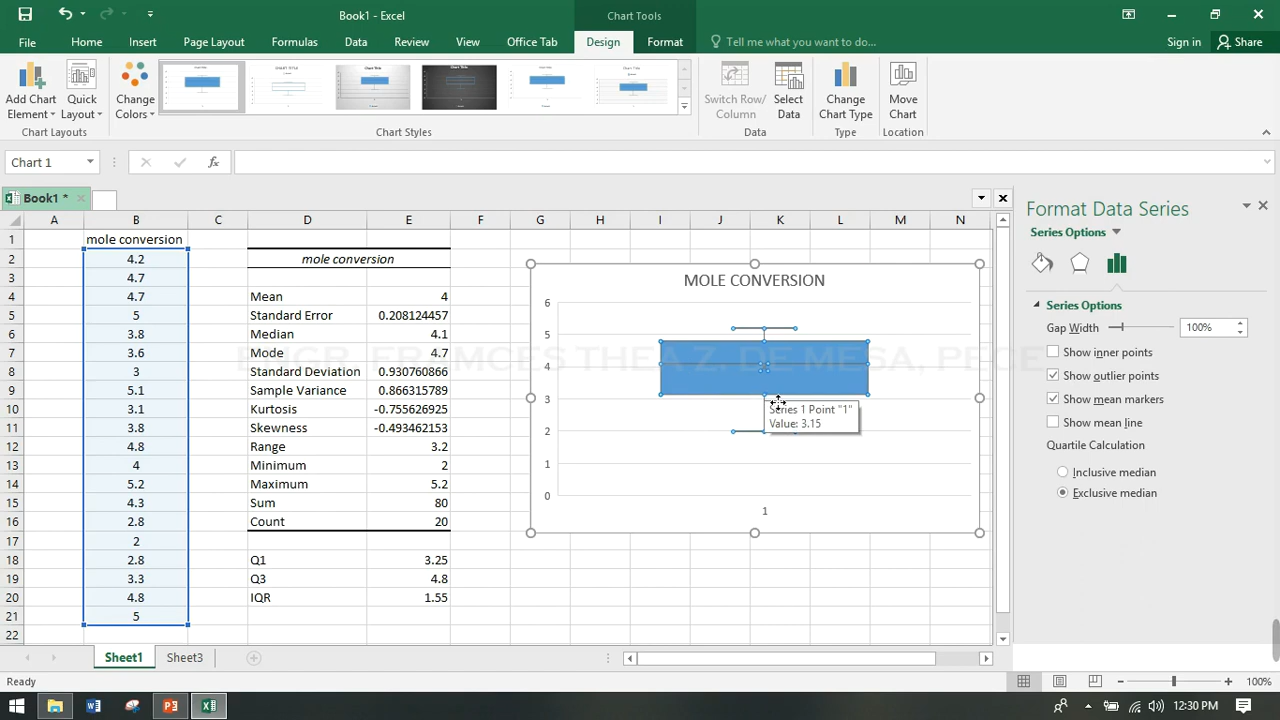 Book1 - Excel
Chart Tools
File Home Insert Page Layout Formulas Data Review View Office Tab Design Format Tell me what you want to do... Sign in Share
Add Chart Element Quick Layout Change Colors Switch Row/ Column Select Data Change Chart Type Move Chart
Chart Layouts Chart Styles Data Type Location
Chart 1 fx
Book1 *
A B C D E F G H I J K L M N
1 mole conversion
2 4.2 mole conversion
3 4.7
4 4.7 Mean 4
5 5 Standard Error 0.208124457
6 3.8 Median 4.1
7 3.6 Mode 4.7
8 3 Standard Deviation 0.930760866
9 5.1 Sample Variance 0.866315789
10 3.1 Kurtosis -0.755626925
11 3.8 Skewness -0.493462153
12 4.8 Range 3.2
13 4 Minimum 2
14 5.2 Maximum 5.2
15 4.3 Sum 80
16 2.8 Count 20
17 2
18 2.8 Q1 3.25
19 3.3 Q3 4.8
20 4.8 IQR 1.55
21 5
22
MOLE CONVERSION
6
5
4
3
2
1
0
1
Series 1 Point "1"
Value: 3.15
ENGR. FRAMCES THEA Z. DE MESA, PECE
Format Data Series
Series Options
Series Options
Gap Width 100%
Show inner points
Show outlier points
Show mean markers
Show mean line
Quartile Calculation
Inclusive median
Exclusive median
Sheet1 Sheet3
Ready 100%
12:30 PM